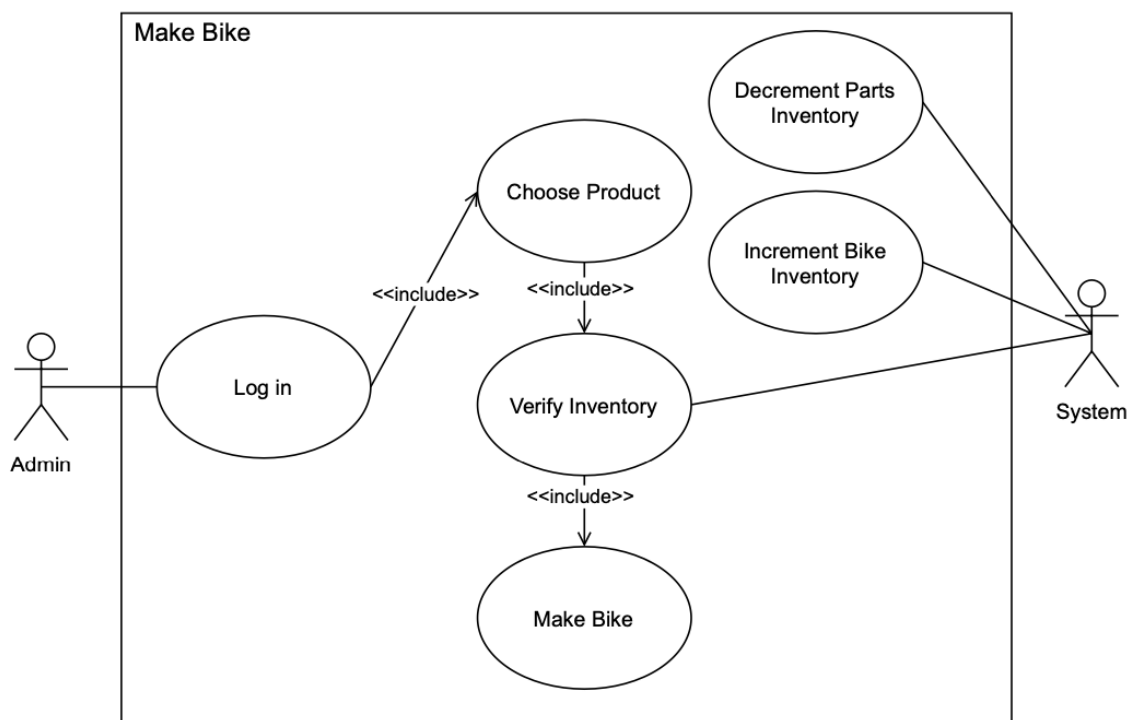 Make Bike
Decrement Parts
Inventory
Choose Product
Increment Bike
Inventory
<<include>>
<<include>>
Log in
Verify Inventory
System
Admin
<<include>>
Make Bike